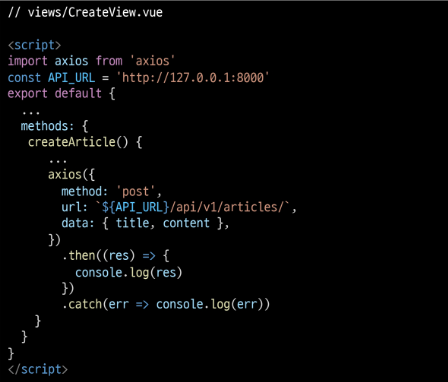 // views/CreateView.vue
<script>
import axios from 'axios'
const API_URL = 'http://127.0.0.1:8000'
export default {
...
methods: {
createArticle() {
...
axios({
method: 'post',
url: `${API_URL}/api/v1/articles/`,
data: { title, content },
})
.then((res) => {
console.log(res)
})
.catch(err => console.log(err))
}
}
}
</script>